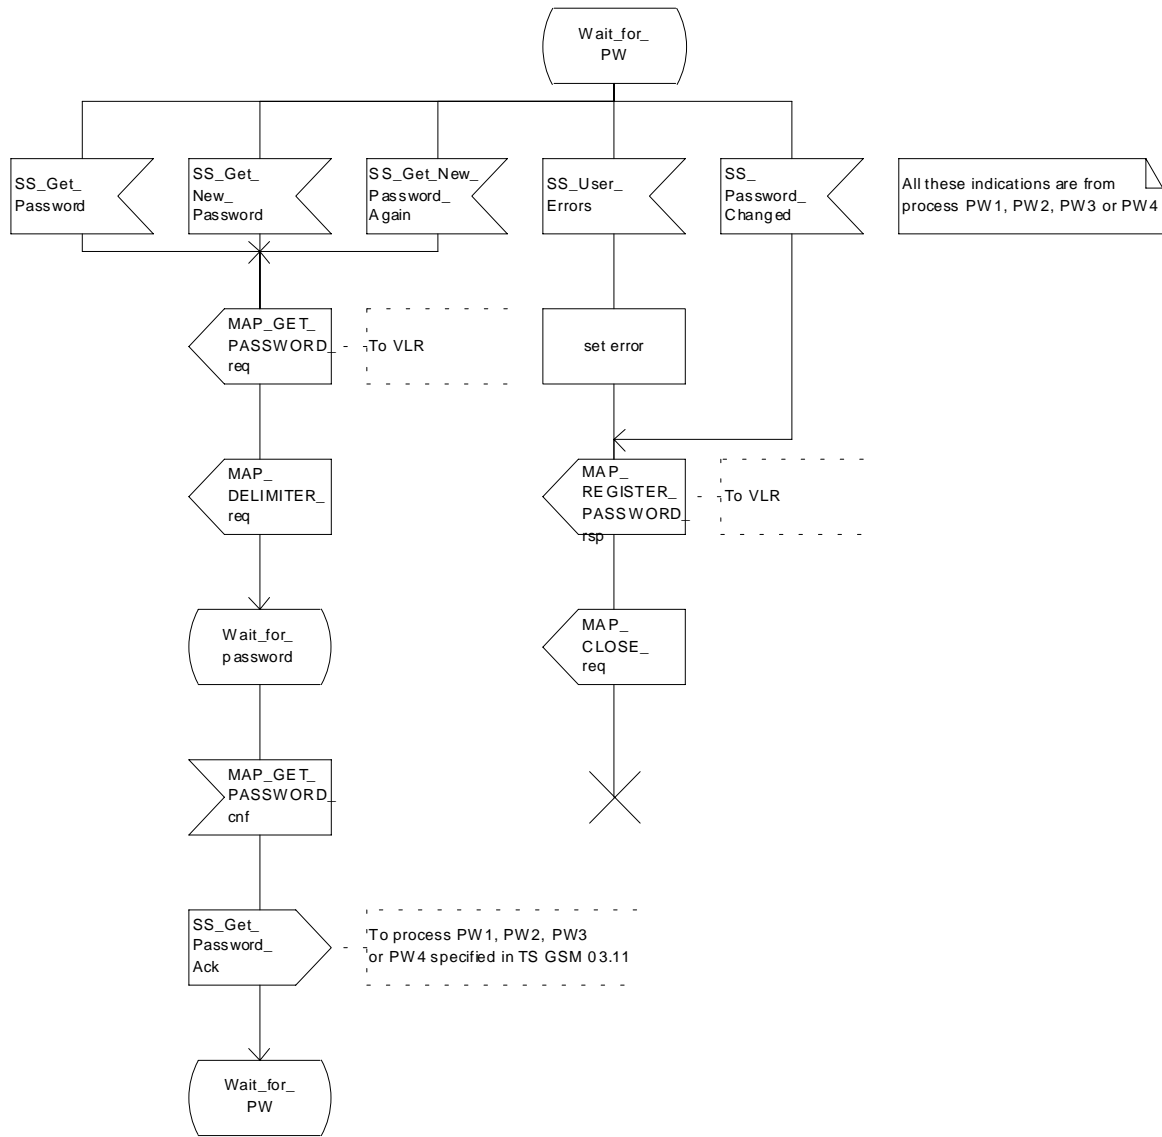 Wait_for_
PW
SS_Get_
Password
SS_Get_
New_
Password
SS_Get_New_
Password_
Again
SS_User_
Errors
SS_
Password_
Changed
All these indications are from
process PW1, PW2, PW3 or PW4
MAP_GET_
PASSWORD_
req
To VLR
set error
MAP_
DELIMITER_
req
MAP_
REGISTER_
PASSWORD_
rsp
To VLR
Wait_for_
password
MAP_
CLOSE_
req
MAP_GET_
PASSWORD_
cnf
SS_Get_
Password_
Ack
To process PW1, PW2, PW3
or PW4 specified in TS GSM 03.11
Wait_for_
PW